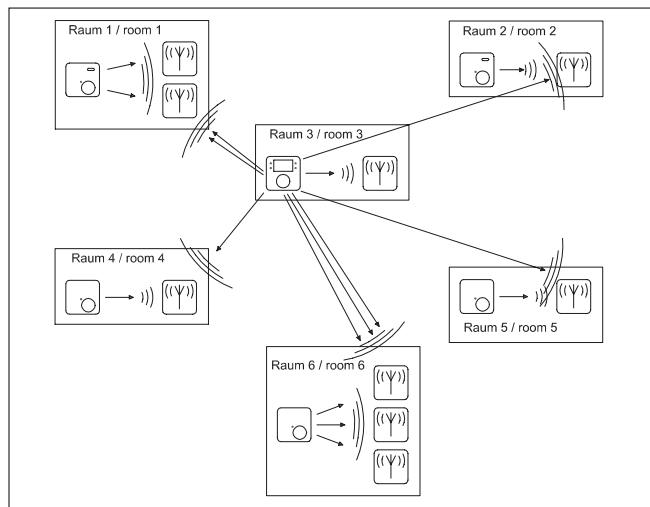 Raum 1 / room 1
Raum 2 / room 2
Raum 3 / room 3
Raum 4 / room 4
Raum 5 / room 5
Raum 6 / room 6